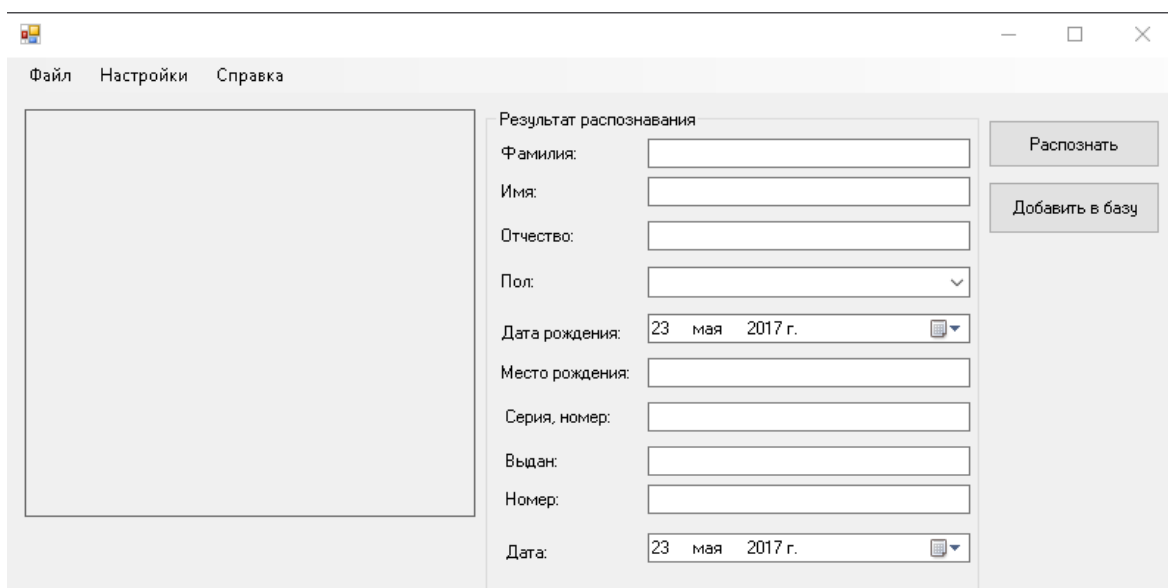 Файл Настройки Справка
Результат распознавания
Распознать
Добавить в базу
Фамилия:
Имя:
Отчество:
Пол:
Дата рождения: 23 мая 2017 г.
Место рождения:
Серия, номер:
Выдан:
Номер:
Дата: 23 мая 2017 г.